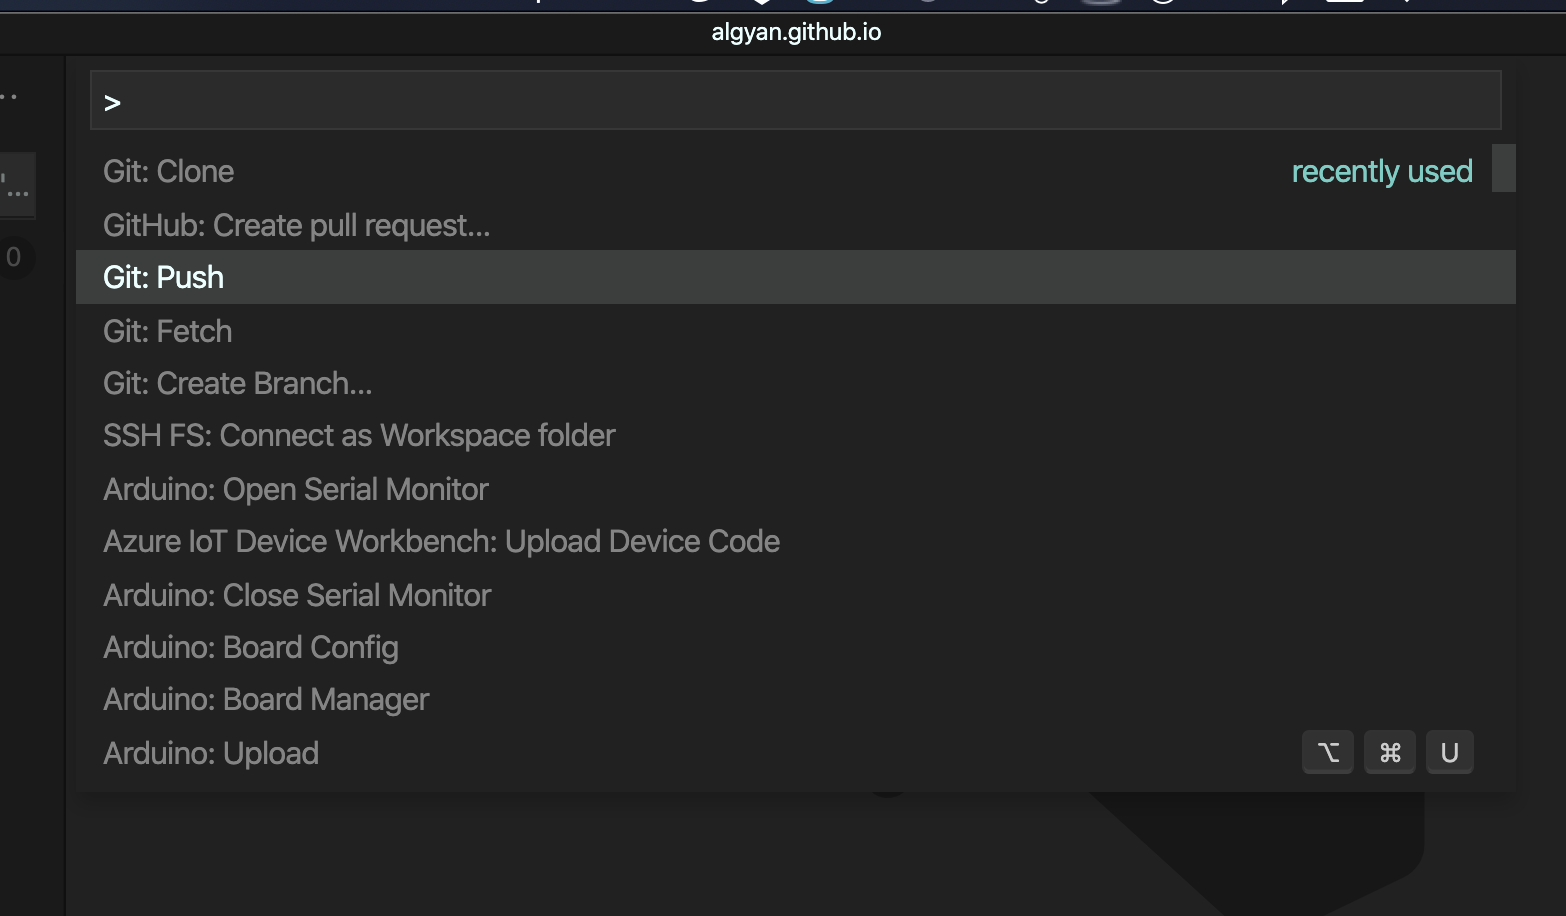 algyan.github.io
>
Git: Clone recently used
GitHub: Create pull request...
Git: Push
Git: Fetch
Git: Create Branch...
SSH FS: Connect as Workspace folder
Arduino: Open Serial Monitor
Azure IoT Device Workbench: Upload Device Code
Arduino: Close Serial Monitor
Arduino: Board Config
Arduino: Board Manager
Arduino: Upload ⌥ ⌘ U
0